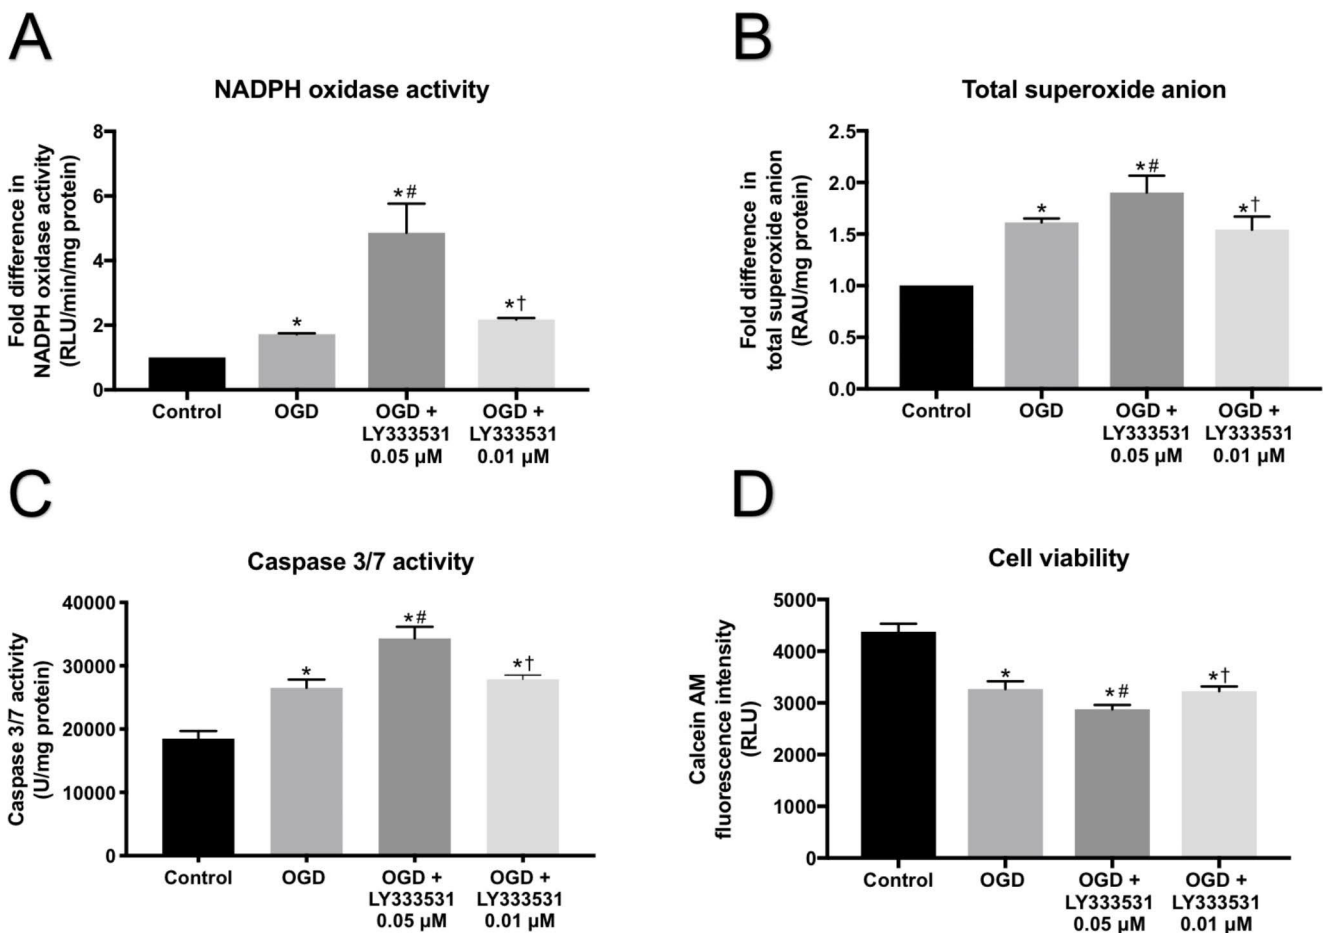 A
NADPH oxidase activity
Fold difference in
NADPH oxidase activity
(RLU/min/mg protein)
8
6
4
2
0
*
*#
*†
Control
OGD
OGD +
LY333531
0.05 µM
OGD +
LY333531
0.01 µM
B
Total superoxide anion
Fold difference in
total superoxide anion
(RAU/mg protein)
2.5
2.0
1.5
1.0
0.5
0.0
*
*#
*†
Control
OGD
OGD +
LY333531
0.05 µM
OGD +
LY333531
0.01 µM
C
Caspase 3/7 activity
Caspase 3/7 activity
(U/mg protein)
40000
30000
20000
10000
0
*
*#
*†
Control
OGD
OGD +
LY333531
0.05 µM
OGD +
LY333531
0.01 µM
D
Cell viability
Calcein AM
fluorescence intensity
(RLU)
5000
4000
3000
2000
1000
0
*
*#
*†
Control
OGD
OGD +
LY333531
0.05 µM
OGD +
LY333531
0.01 µM